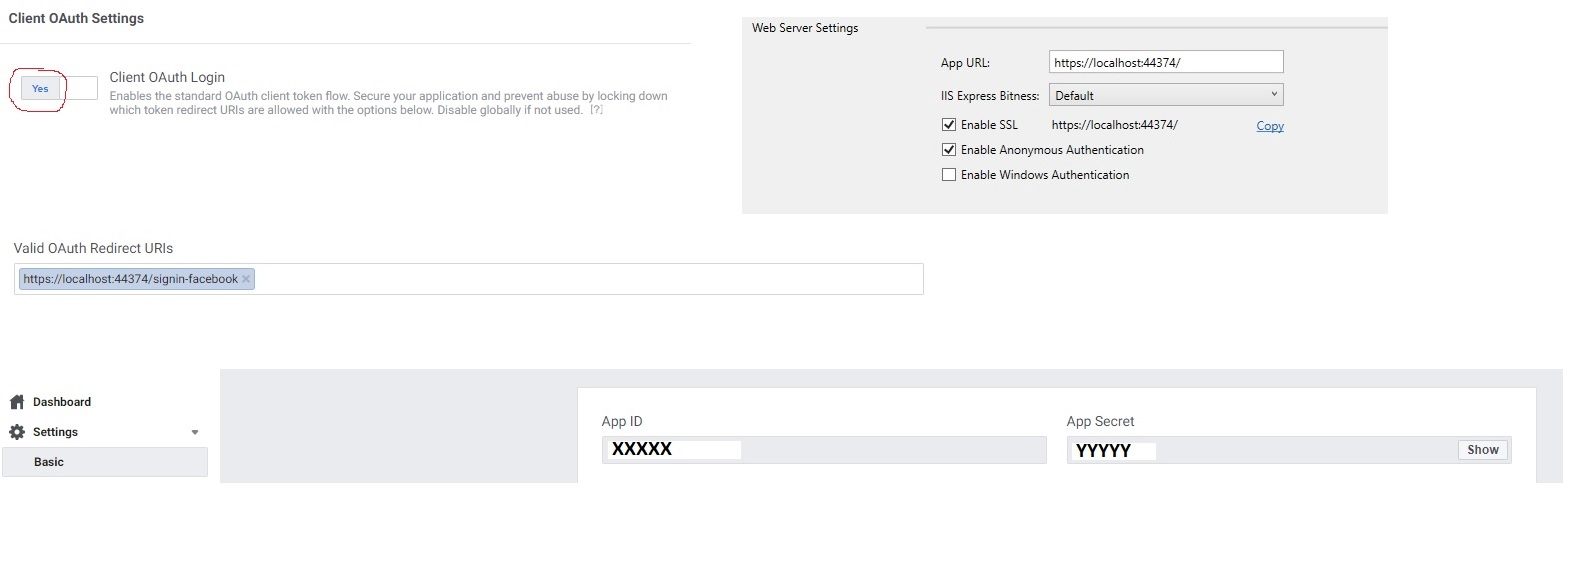 Client OAuth Settings
Yes
Client OAuth Login
Enables the standard OAuth client token flow. Secure your application and prevent abuse by locking down
which token redirect URIs are allowed with the options below. Disable globally if not used. [?]
Web Server Settings
App URL: https://localhost:44374/
IIS Express Bitness: Default
Enable SSL https://localhost:44374/ Copy
Enable Anonymous Authentication
Enable Windows Authentication
Valid OAuth Redirect URIs
https://localhost:44374/signin-facebook ×
Dashboard
Settings
Basic
App ID
XXXXX
App Secret
YYYYY Show